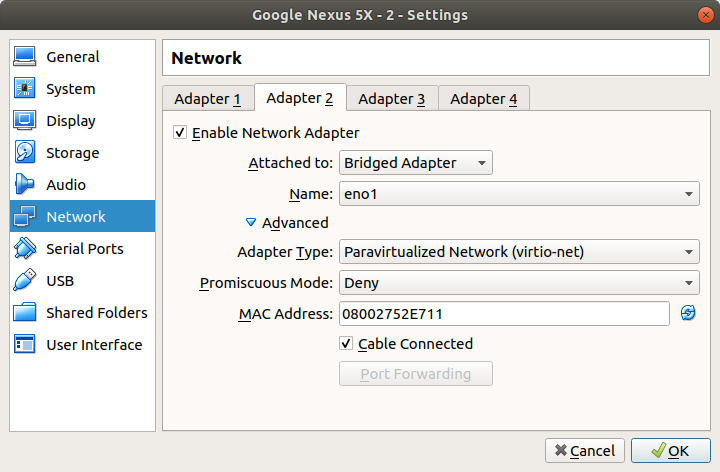 Google Nexus 5X - 2 - Settings
General
System
Display
Storage
Audio
Network
Serial Ports
USB
Shared Folders
User Interface
Network
Adapter 1 Adapter 2 Adapter 3 Adapter 4
Enable Network Adapter
Attached to: Bridged Adapter
Name: eno1
Advanced
Adapter Type: Paravirtualized Network (virtio-net)
Promiscuous Mode: Deny
MAC Address: 08002752E711
Cable Connected
Port Forwarding
Cancel OK